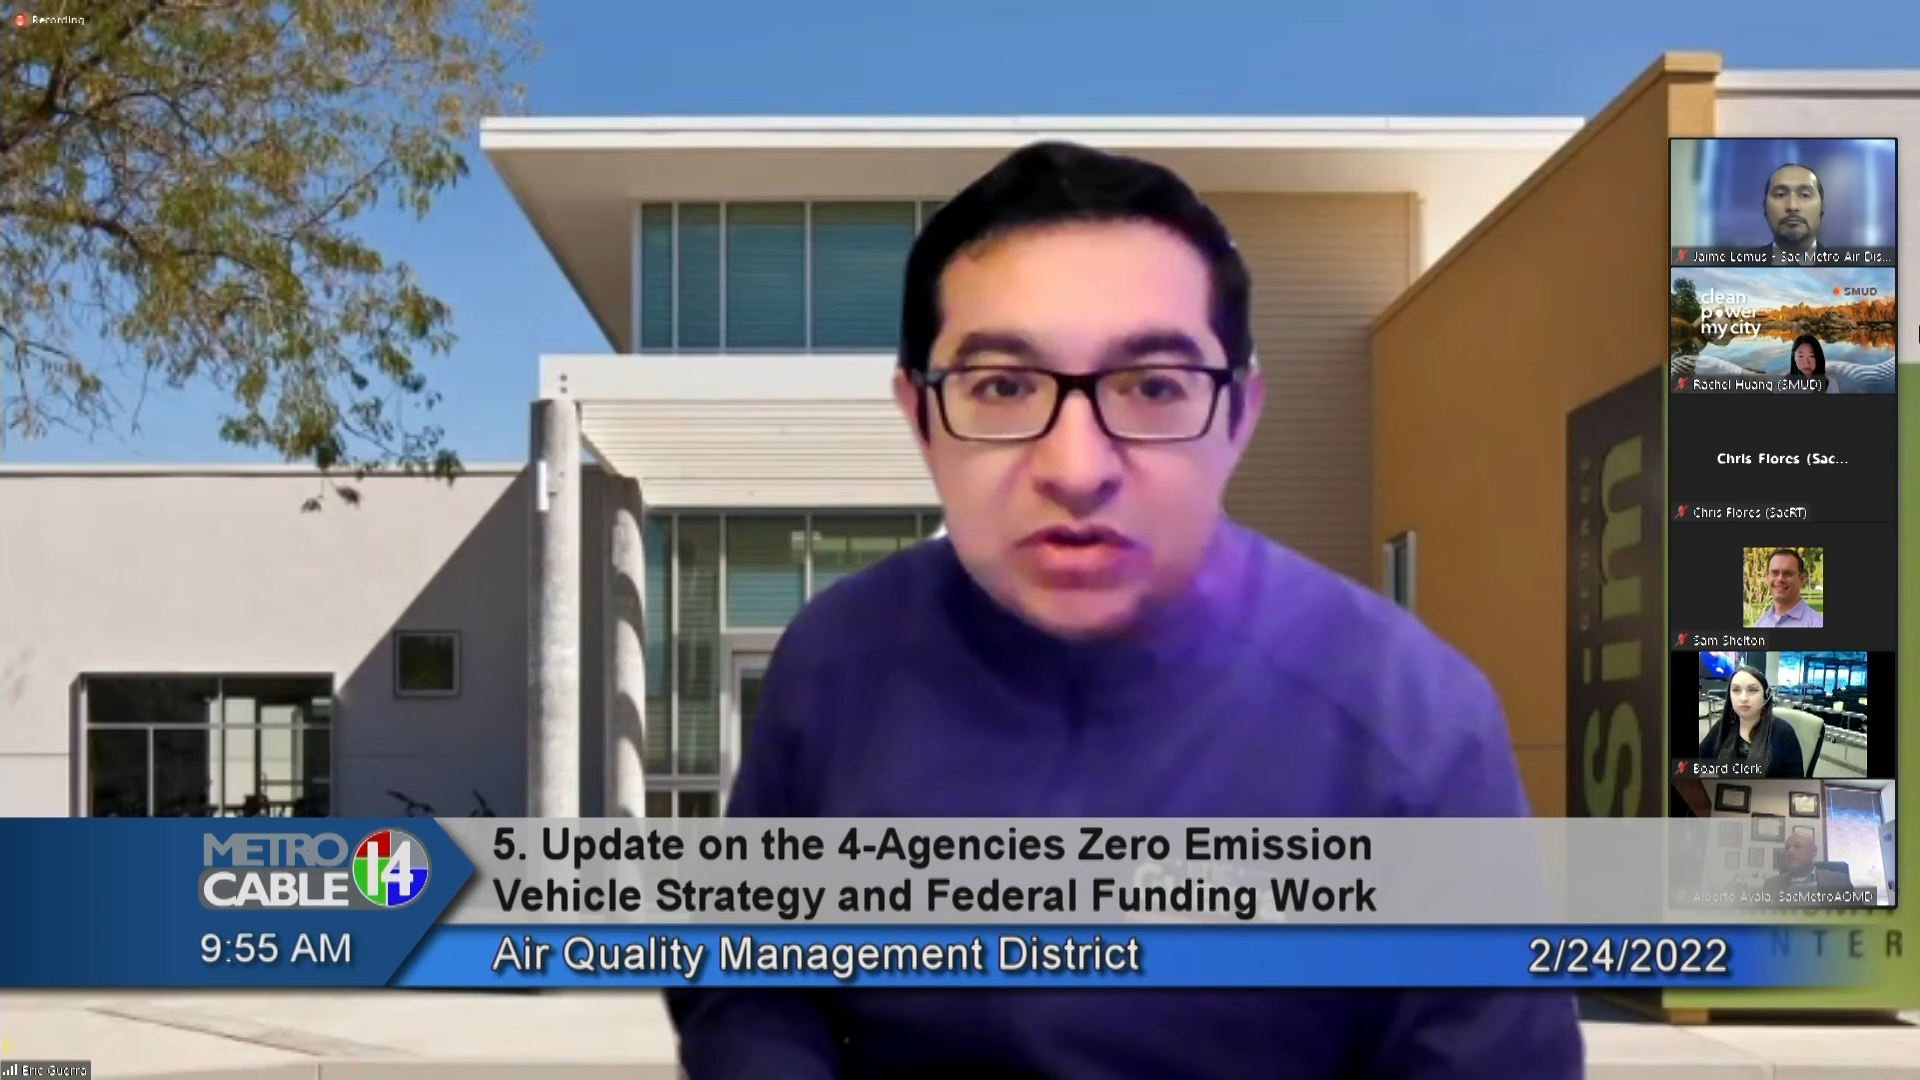 Recording
Jaime Lemus - Sac Metro Air Dis...
clean
power
my city
SMUD
Rachel Huang (SMUD)
Chris Flores (Sac...
Chris Flores (SacRT)
Sam Shelton
Board Clerk
Alberto Ayala, SacMetroAQMD
Sim
NTER
METRO
CABLE 14
5. Update on the 4-Agencies Zero Emission
Vehicle Strategy and Federal Funding Work
9:55 AM
Air Quality Management District
2/24/2022
Eric Guerra